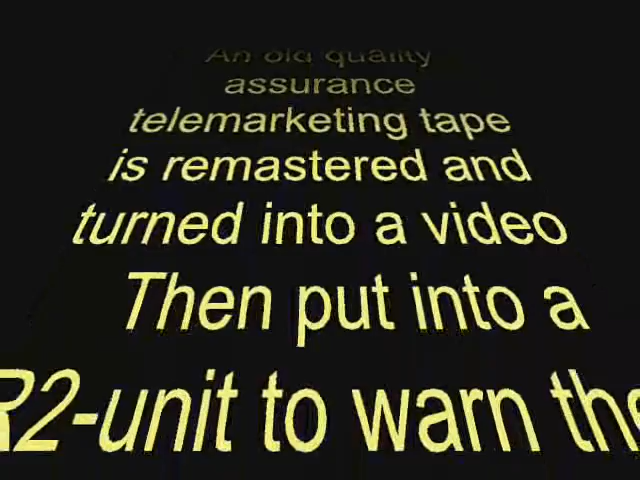 An old quality
assurance
telemarketing tape
is remastered and
turned into a video
Then put into a
R2-unit to warn the